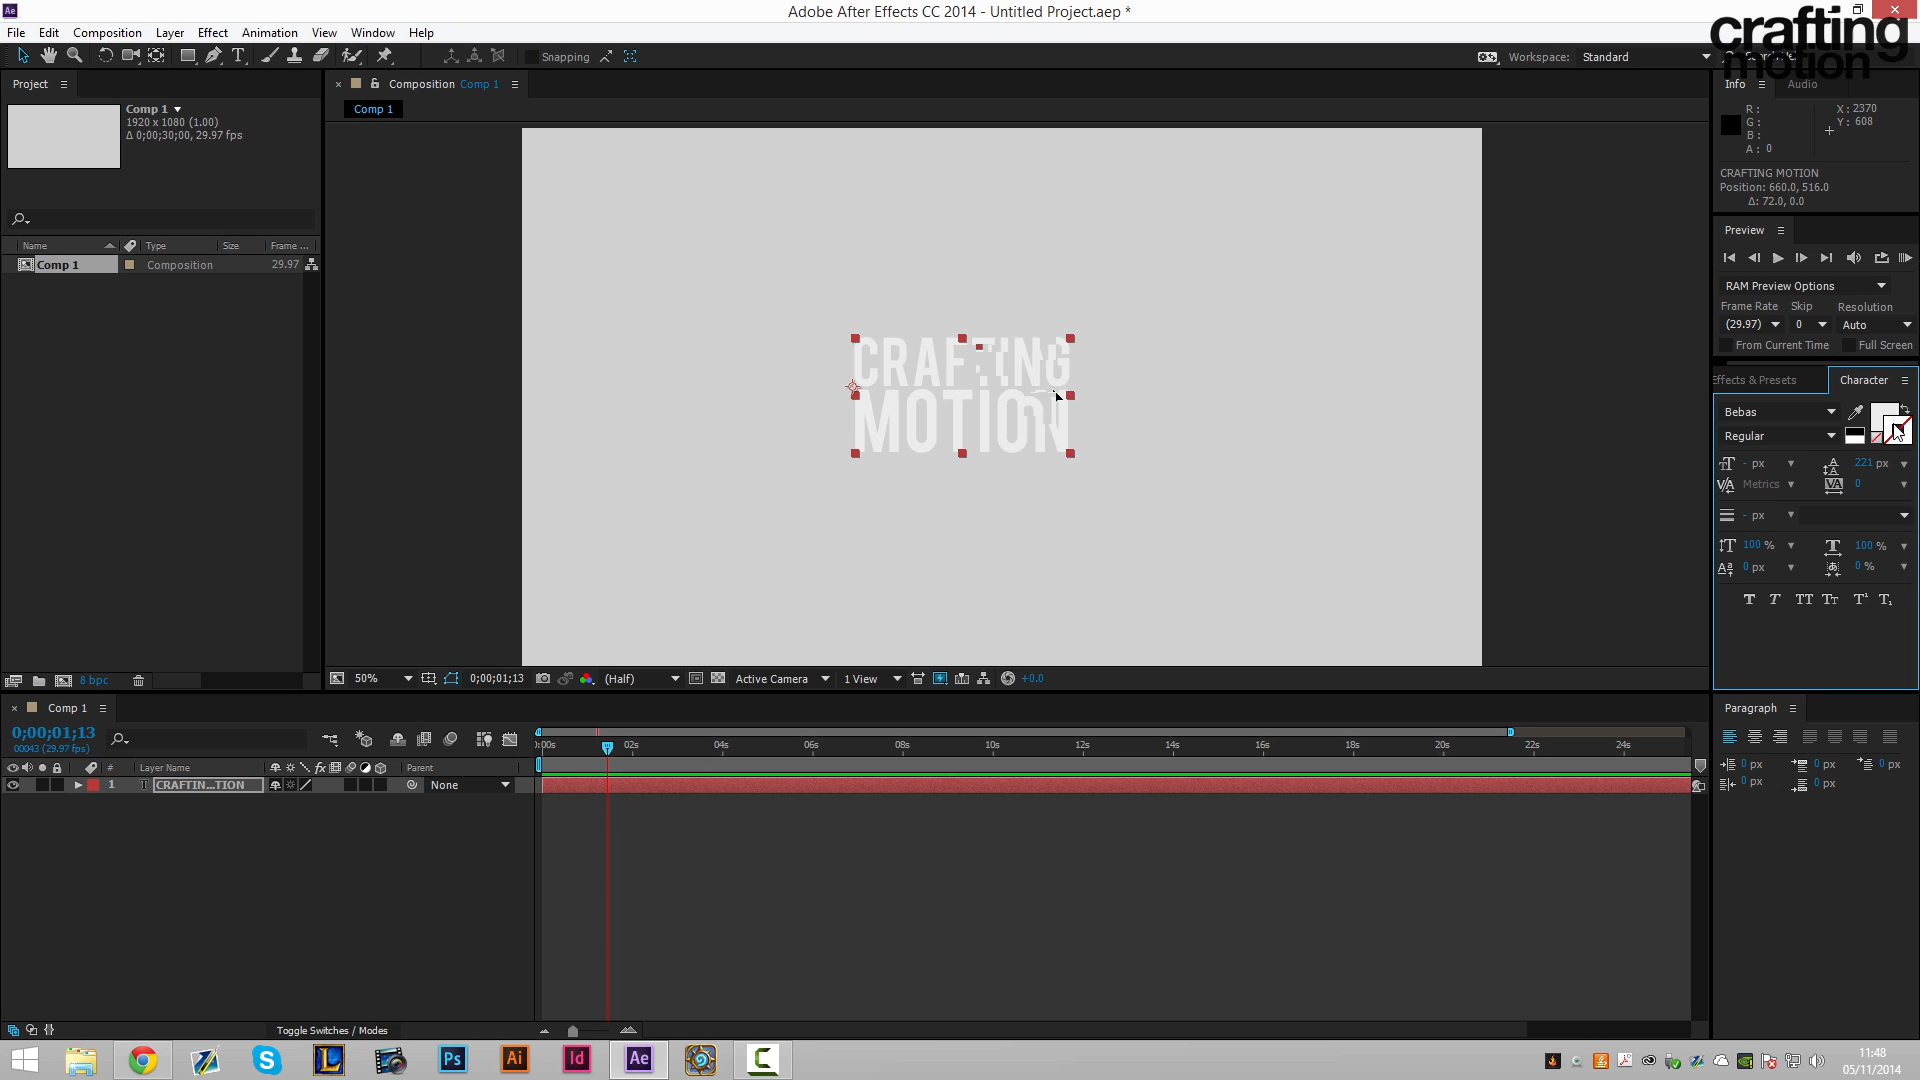 Ae
Adobe After Effects CC 2014 - Untitled Project.aep *
File Edit Composition Layer Effect Animation View Window Help
Snapping
Workspace: Standard
crafting
motion
Project
Comp 1
1920 x 1080 (1.00)
Δ 0;00;30;00, 29.97 fps
Name Type Size Frame ...
Comp 1 Composition 29.97
8 bpc
Composition Comp 1
Comp 1
CRAFTING
MOTION
50% 0;00;01;13 (Half) Active Camera 1 View +0.0
Info Audio
R: X: 2370
G: Y: 608
B:
A: 0
CRAFTING MOTION
Position: 660.0, 516.0
Δ: 72.0, 0.0
Preview
RAM Preview Options
Frame Rate Skip Resolution
(29.97) 0 Auto
From Current Time Full Screen
Effects & Presets Character
Bebas
Regular
- px 221 px
Metrics 0
- px
100 % 100 %
0 px 0 %
Comp 1
0;00;01;13
00043 (29.97 fps)
# Layer Name Parent
1 T CRAFTIN...TION None
:00s 02s 04s 06s 08s 10s 12s 14s 16s 18s 20s 22s 24s
Toggle Switches / Modes
Paragraph
0 px 0 px 0 px
0 px 0 px
Ps Ai Id Ae
11:48
05/11/2014